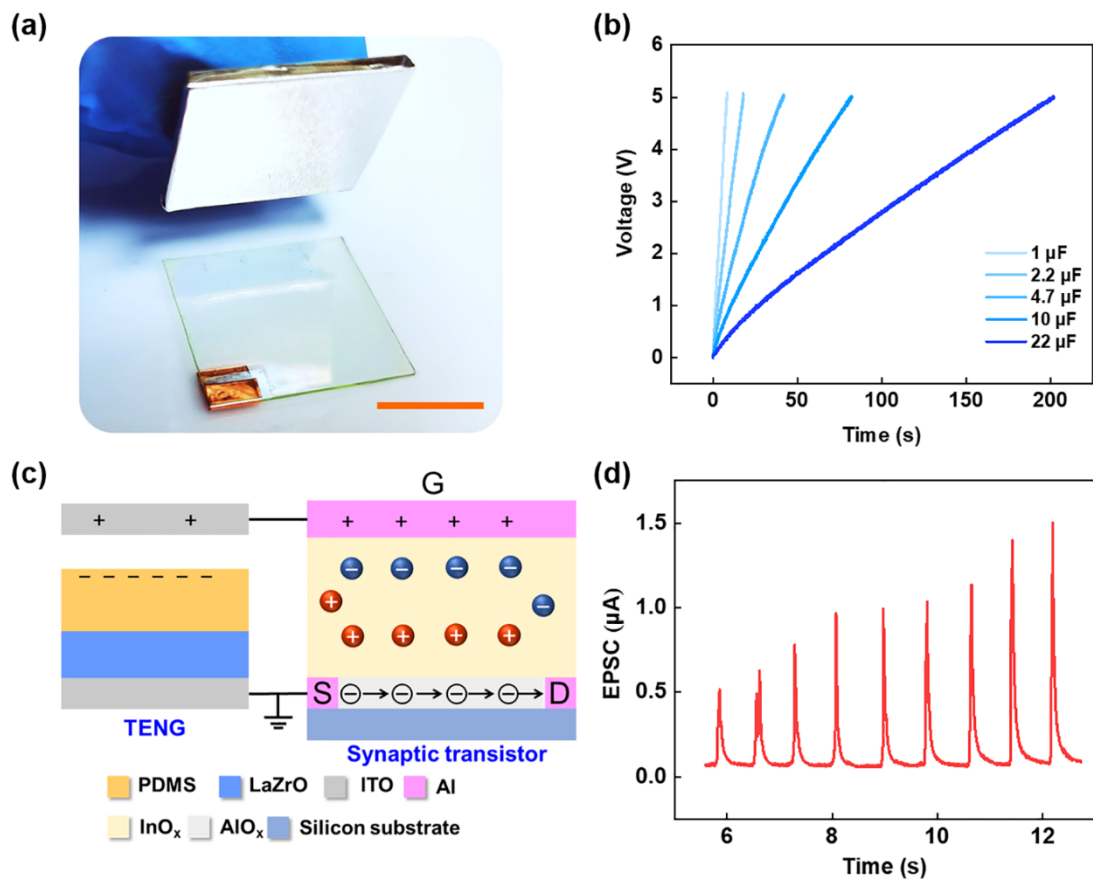 (a)
(b)
6
5
4
3
2
1
0
Voltage (V)
1 µF
2.2 µF
4.7 µF
10 µF
22 µF
0 50 100 150 200
Time (s)
(c)
G
+ + + + + +
− − − − − −
− − − −
+ −
+ + + +
S − − − − D
TENG
Synaptic transistor
PDMS LaZrO ITO Al
InOx AlOx Silicon substrate
(d)
1.5
1.0
0.5
0.0
EPSC (µA)
6 8 10 12
Time (s)